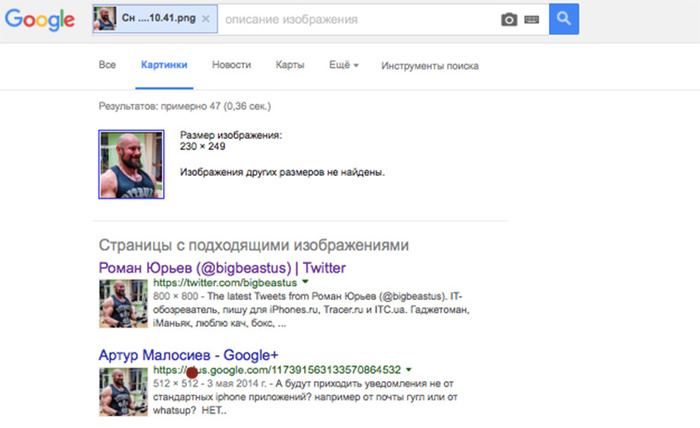 Google Сн ....10.41.png × описание изображения
Все Картинки Новости Карты Ещё Инструменты поиска
Результатов: примерно 47 (0,36 сек.)
Размер изображения:
230 × 249
Изображения других размеров не найдены.
Страницы с подходящими изображениями
Роман Юрьев (@bigbeastus) | Twitter
https://twitter.com/bigbeastus
800 × 800 - The latest Tweets from Роман Юрьев (@bigbeastus). IT-
обозреватель, пишу для iPhones.ru, Tracer.ru и ITC.ua. Гаджетоман,
iМаньяк, люблю кач, бокс, ...
Артур Малосиев - Google+
https://plus.google.com/117391563133570864532
512 × 512 - 3 мая 2014 г. - А будут приходить уведомления не от
стандартных iphone приложений? например от почты гугл или от
whatsup? НЕТ..